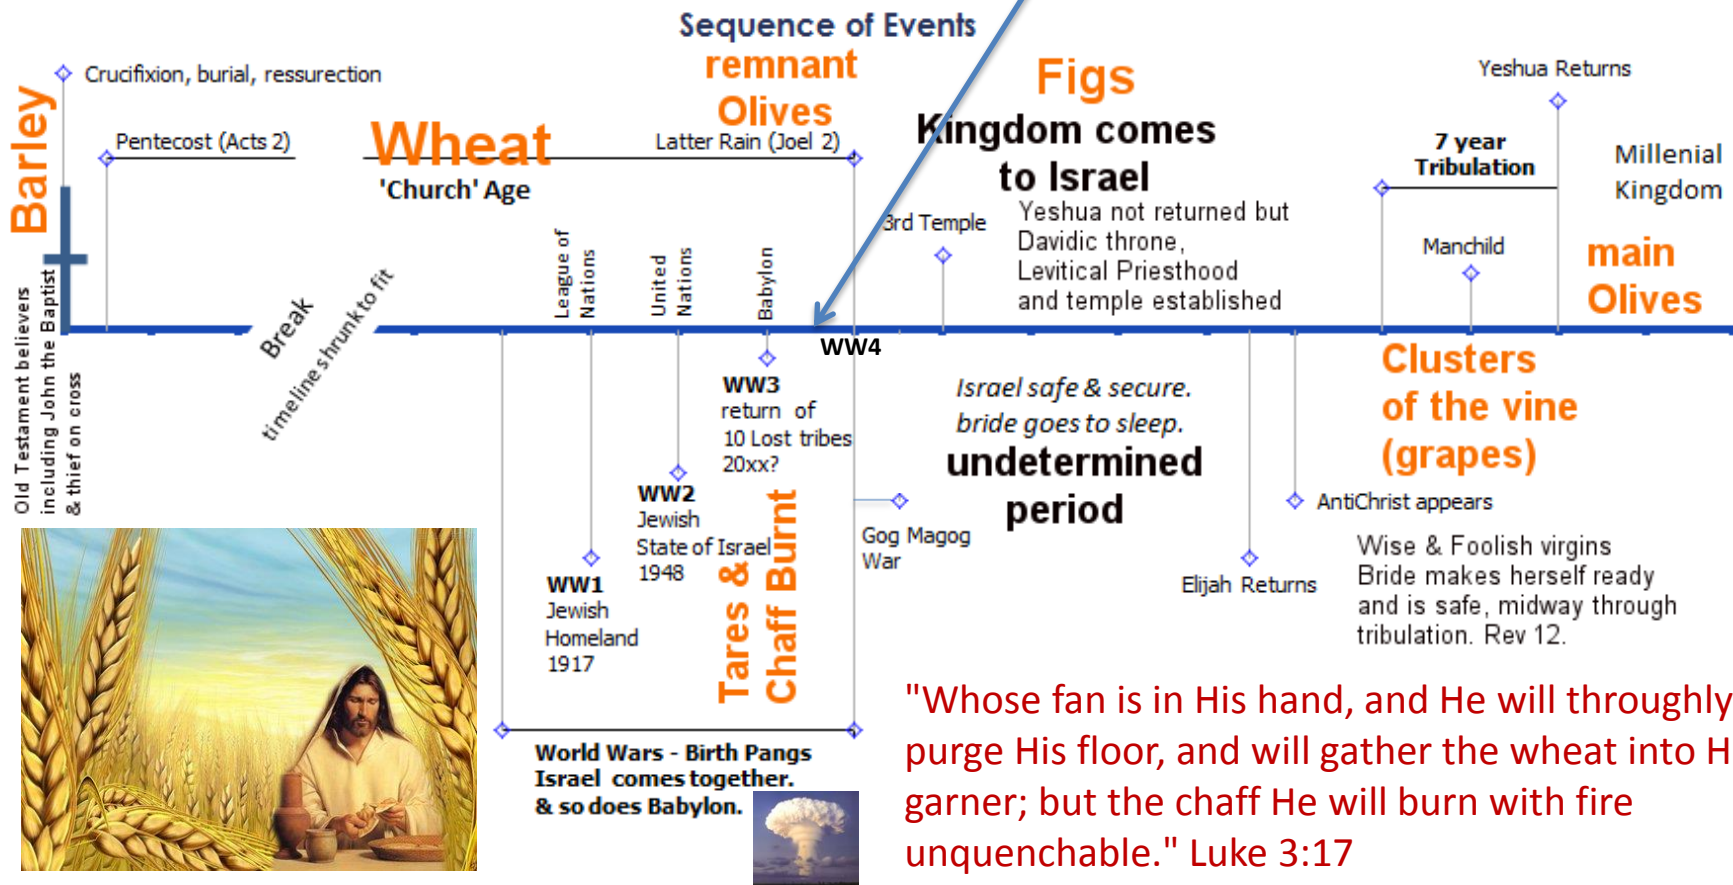 Sequence of Events
Crucifixion, burial, ressurection
Barley
Pentecost (Acts 2)
Wheat
'Church' Age
remnant
Olives
Latter Rain (Joel 2)
Figs
Kingdom comes
to Israel
Yeshua not returned but
Davidic throne,
Levitical Priesthood
and temple established
3rd Temple
Yeshua Returns
7 year
Tribulation
Millenial
Kingdom
Manchild
main
Olives
League of
Nations
United
Nations
Babylon
Break
timeline shrunk to fit
Old Testament believers
including John the Baptist
& thief on cross
WW4
WW3
return of
10 Lost tribes
20xx?
WW2
Jewish
State of Israel
1948
WW1
Jewish
Homeland
1917
Tares &
Chaff Burnt
Gog Magog
War
Israel safe & secure.
bride goes to sleep.
undetermined
period
Clusters
of the vine
(grapes)
AntiChrist appears
Elijah Returns
Wise & Foolish virgins
Bride makes herself ready
and is safe, midway through
tribulation. Rev 12.
World Wars - Birth Pangs
Israel comes together.
& so does Babylon.
"Whose fan is in His hand, and He will throughly
purge His floor, and will gather the wheat into H
garner; but the chaff He will burn with fire
unquenchable." Luke 3:17